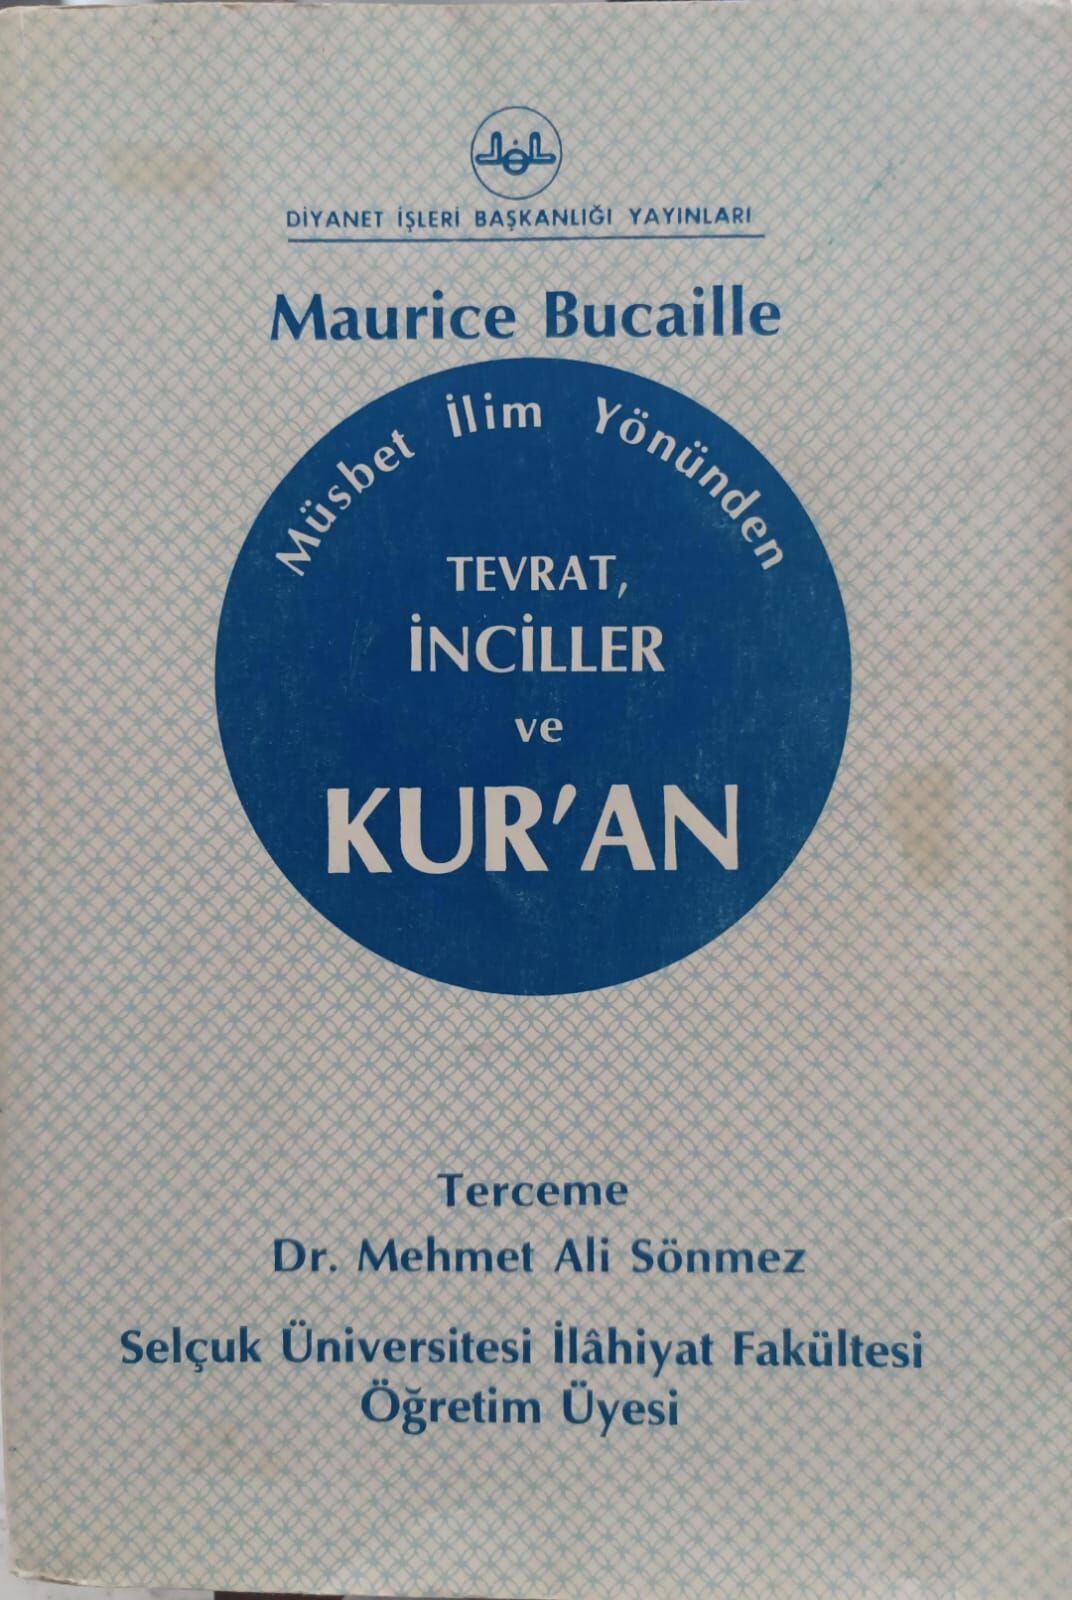 DİYANET İŞLERİ BAŞKANLIĞI YAYINLARI
Maurice Bucaille
Müsbet İlim Yönünden
TEVRAT,
İNCİLLER
ve
KUR'AN
Terceme
Dr. Mehmet Ali Sönmez
Selçuk Üniversitesi İlâhiyat Fakültesi
Öğretim Üyesi